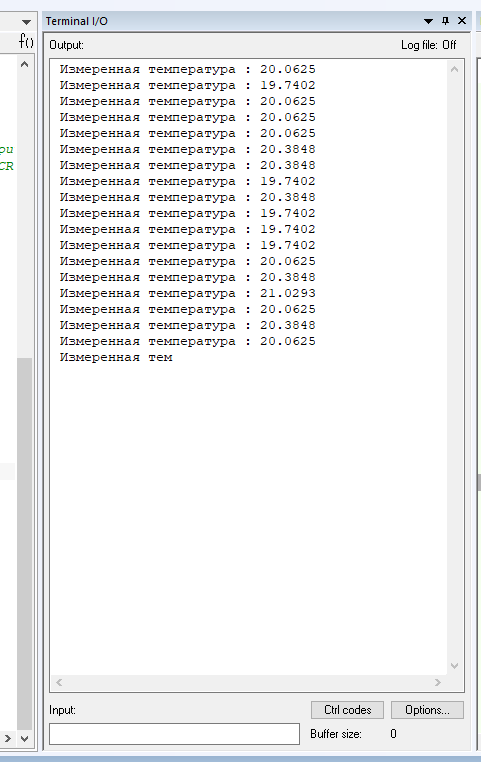 Terminal I/O
f()
Output:
Log file: Off
Измеренная температура : 20.0625
Измеренная температура : 19.7402
Измеренная температура : 20.0625
Измеренная температура : 20.0625
Измеренная температура : 20.0625
ри
Измеренная температура : 20.3848
CR
Измеренная температура : 20.3848
Измеренная температура : 19.7402
Измеренная температура : 20.3848
Измеренная температура : 19.7402
Измеренная температура : 19.7402
Измеренная температура : 19.7402
Измеренная температура : 20.0625
Измеренная температура : 20.3848
Измеренная температура : 21.0293
Измеренная температура : 20.0625
Измеренная температура : 20.3848
Измеренная температура : 20.0625
Измеренная тем
Input:
Ctrl codes
Options...
Buffer size: 0